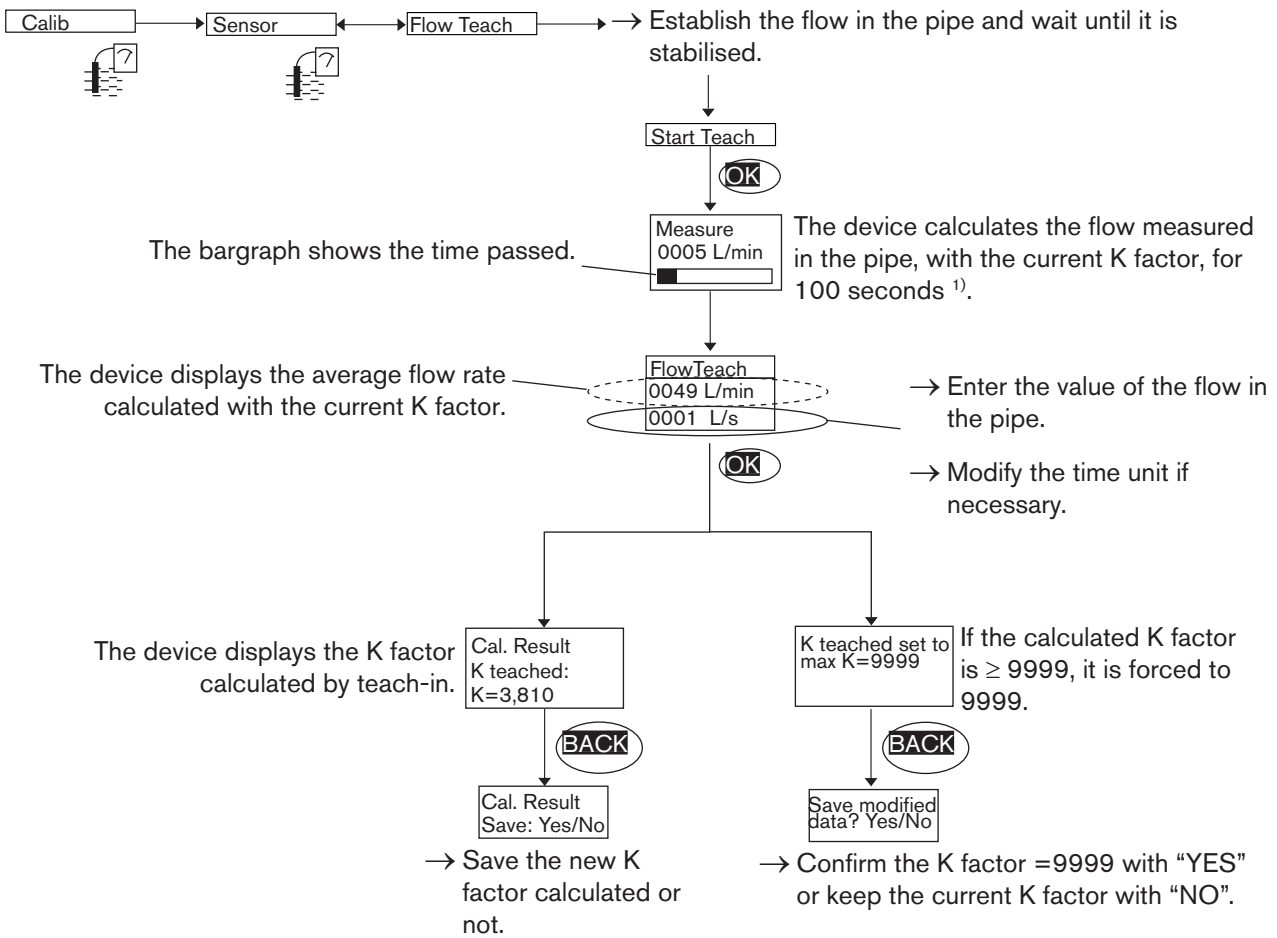 Calib
Sensor
Flow Teach
→ Establish the flow in the pipe and wait until it is
stabilised.
Start Teach
OK
Measure
0005 L/min
The bargraph shows the time passed.
The device calculates the flow measured
in the pipe, with the current K factor, for
100 seconds 1).
FlowTeach
0049 L/min
0001 L/s
The device displays the average flow rate
calculated with the current K factor.
→ Enter the value of the flow in
the pipe.
→ Modify the time unit if
necessary.
OK
The device displays the K factor
calculated by teach-in.
Cal. Result
K teached:
K=3,810
K teached set to
max K=9999
If the calculated K factor
is ≥ 9999, it is forced to
9999.
BACK
BACK
Cal. Result
Save: Yes/No
Save modified
data? Yes/No
→ Save the new K
factor calculated or
not.
→ Confirm the K factor =9999 with “YES”
or keep the current K factor with “NO”.